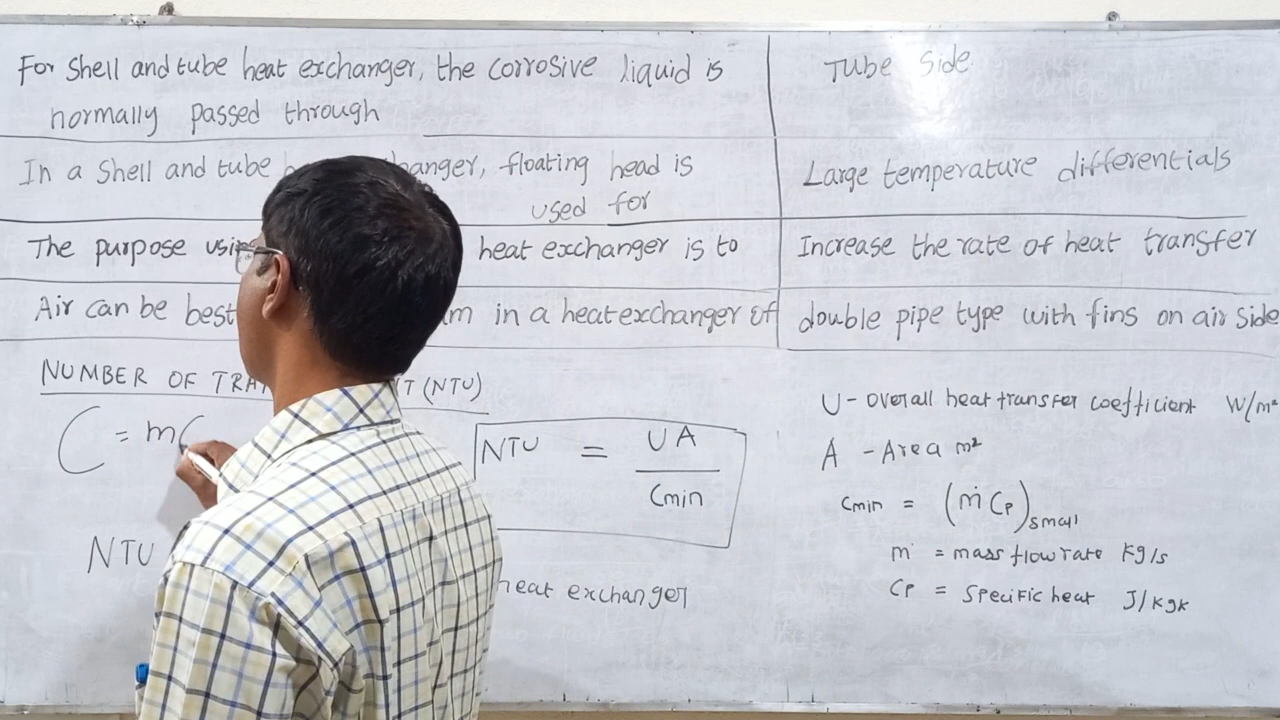 For Shell and tube heat exchanger, the corrosive liquid is
normally passed through
Tube Side
In a Shell and tube changer, floating head is
used for
Large temperature differentials
The purpose heat exchanger is to
Increase the rate of heat transfer
Air can be best in a heat exchanger of
double pipe type with fins on air side
NUMBER OF (NTU)
C = mC
NTU = UA
Cmin
NTU
heat exchanger
U - overall heat transfer coefficient W/m²
A - Area m²
Cmin = (ṁ Cp)small
ṁ = mass flow rate Kg/s
Cp = Specific heat J/kgk